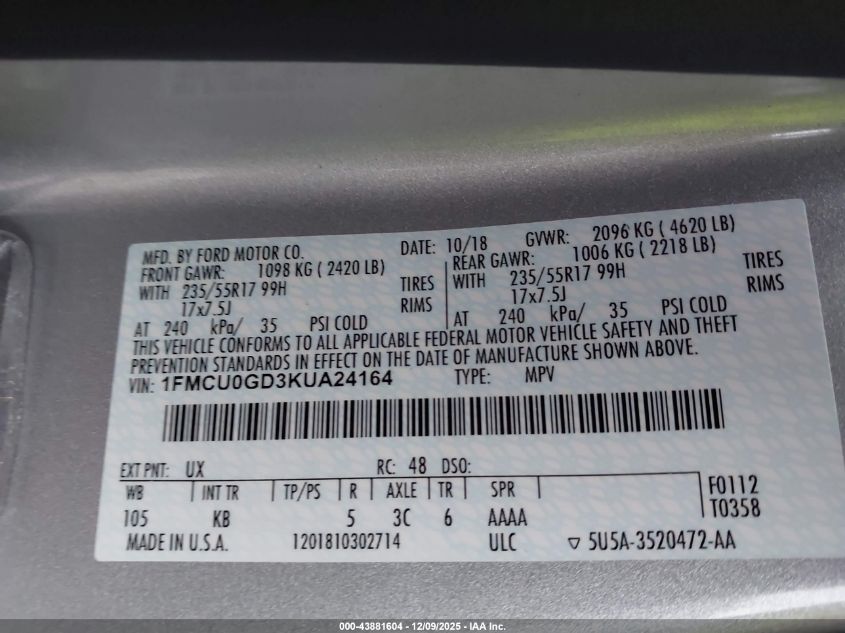 MFD. BY FORD MOTOR CO. DATE: 10/18 GVWR: 2096 KG ( 4620 LB)
FRONT GAWR: 1098 KG ( 2420 LB) REAR GAWR: 1006 KG ( 2218 LB)
WITH 235/55R17 99H TIRES WITH 235/55R17 99H TIRES
17x7.5J RIMS 17x7.5J RIMS
AT 240 kPa/ 35 PSI COLD AT 240 kPa/ 35 PSI COLD
THIS VEHICLE CONFORMS TO ALL APPLICABLE FEDERAL MOTOR VEHICLE SAFETY AND THEFT
PREVENTION STANDARDS IN EFFECT ON THE DATE OF MANUFACTURE SHOWN ABOVE.
VIN: 1FMCU0GD3KUA24164 TYPE: MPV
EXT PNT: UX RC: 48 DSO:
WB INT TR TP/PS R AXLE TR SPR F0112
105 KB 5 3C 6 AAAA T0358
MADE IN U.S.A. 1201810302714 ULC ▽ 5U5A-3520472-AA
000-43881604 | 12/09/2025 - IAA Inc.